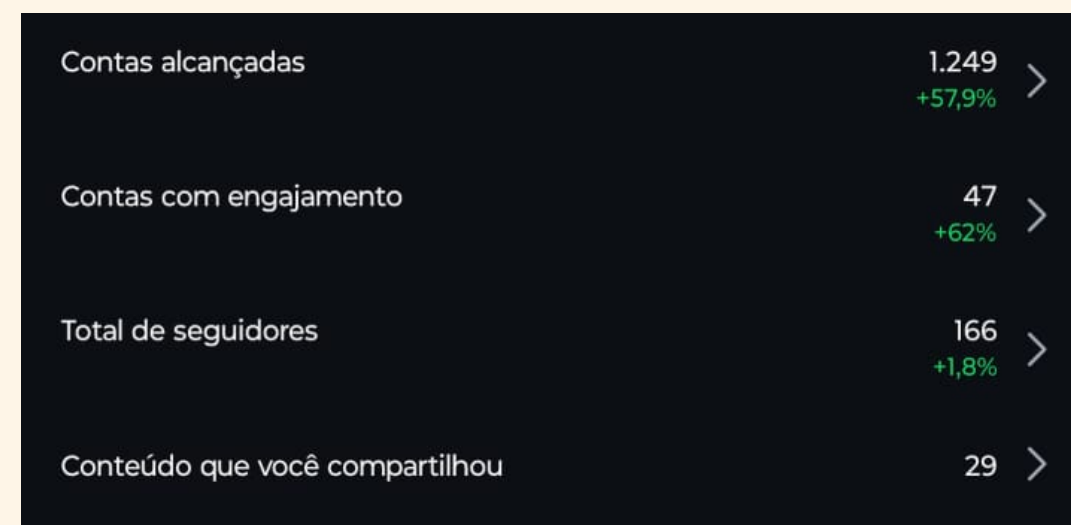 Contas alcançadas 1.249
+57,9%
Contas com engajamento 47
+62%
Total de seguidores 166
+1,8%
Conteúdo que você compartilhou 29